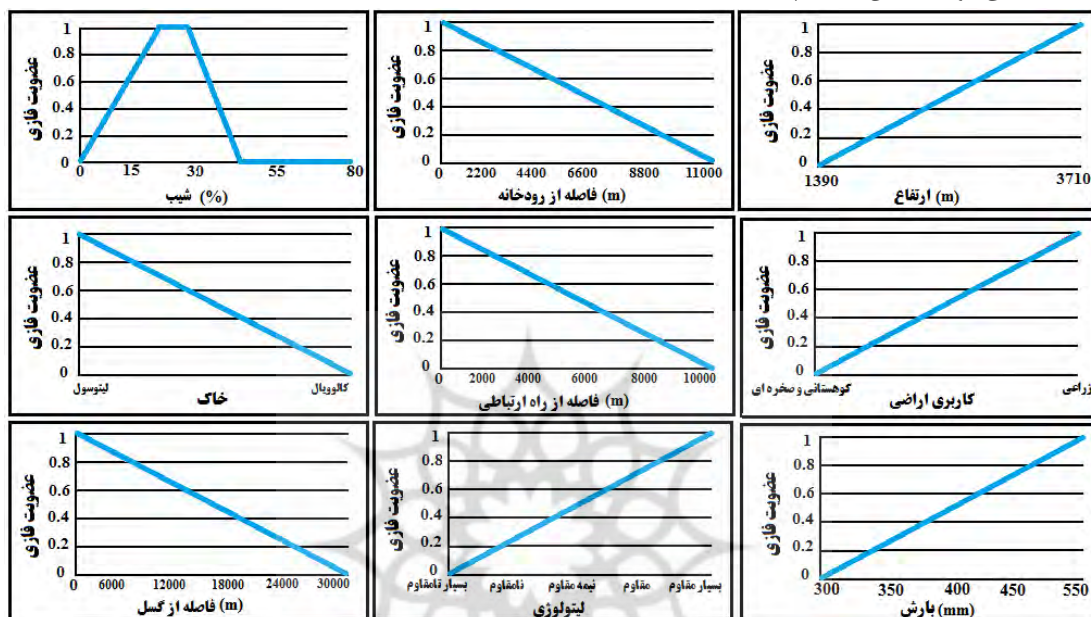 عضویت فازی
1
0.8
0.6
0.4
0.2
0
0 15 30 55 80
شیب (%)
عضویت فازی
1
0.8
0.6
0.4
0.2
0
0 2200 4400 6600 8800 11000
فاصله از رودخانه (m)
عضویت فازی
1
0.8
0.6
0.4
0.2
0
1390 3710
ارتفاع (m)
عضویت فازی
1
0.8
0.6
0.4
0.2
0
لیتوسول کالوویال
خاک
عضویت فازی
1
0.8
0.6
0.4
0.2
0
0 2000 4000 6000 8000 10000
فاصله از راه ارتباطی (m)
عضویت فازی
1
0.8
0.6
0.4
0.2
0
کوهستانی و صخره ای زراعی
کاربری اراضی
عضویت فازی
1
0.8
0.6
0.4
0.2
0
0 6000 12000 18000 24000 30000
فاصله از گسل (m)
عضویت فازی
1
0.8
0.6
0.4
0.2
0
بسیار نامقاوم نامقاوم نیمه مقاوم مقاوم بسیار مقاوم
لیتولوژی
عضویت فازی
1
0.8
0.6
0.4
0.2
0
300 350 400 450 550
بارش (mm)